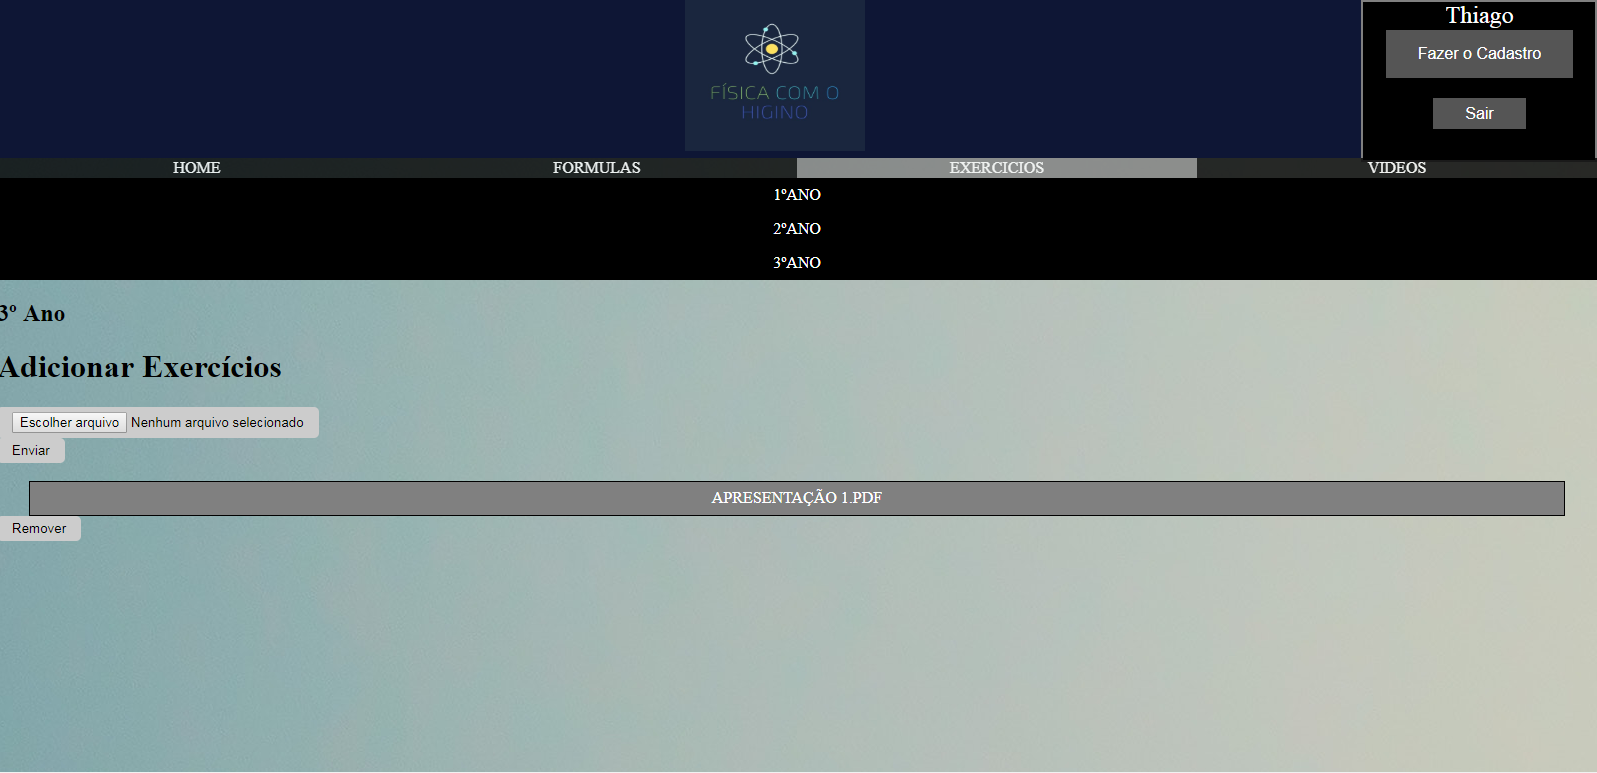 FÍSICA COM O
HIGINO
Thiago
Fazer o Cadastro
Sair
HOME
FORMULAS
EXERCICIOS
VIDEOS
1ºANO
2ºANO
3ºANO
3º Ano
Adicionar Exercícios
Escolher arquivo Nenhum arquivo selecionado
Enviar
APRESENTAÇÃO 1.PDF
Remover